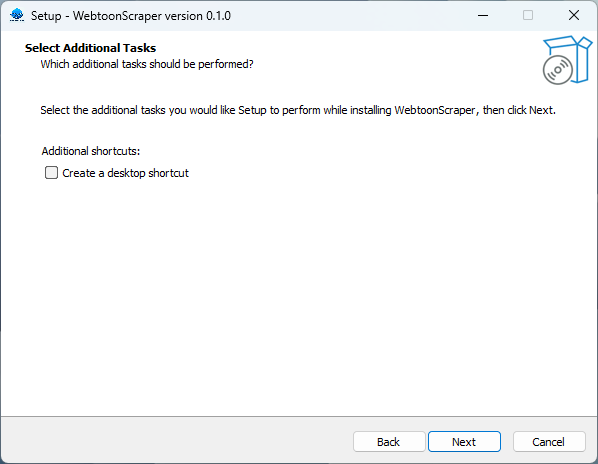 Setup - WebtoonScraper version 0.1.0
Select Additional Tasks
Which additional tasks should be performed?
Select the additional tasks you would like Setup to perform while installing WebtoonScraper, then click Next.
Additional shortcuts:
Create a desktop shortcut
Back Next Cancel